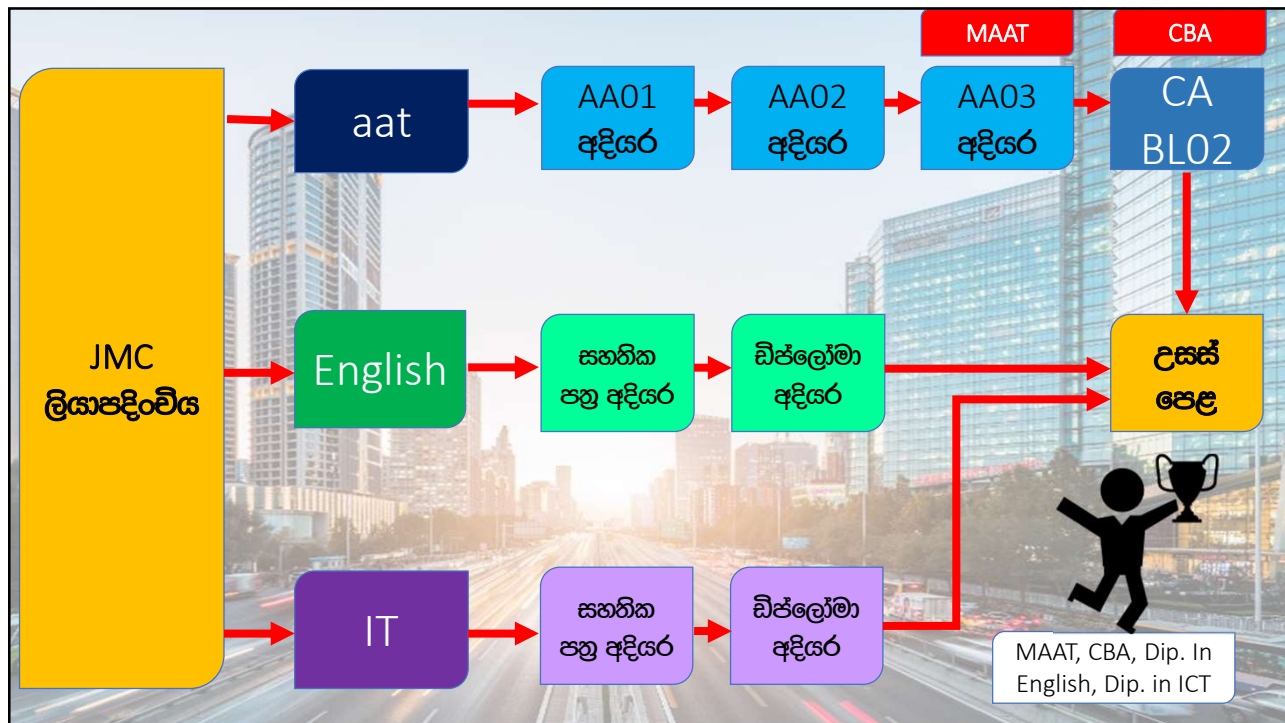 MAAT
CBA
JMC
ලියාපදිංචිය
aat
AA01
අදියර
AA02
අදියර
AA03
අදියර
CA
BL02
English
සහතික
පත්‍ර අදියර
ඩිප්ලෝමා
අදියර
උසස්
පෙළ
IT
සහතික
පත්‍ර අදියර
ඩිප්ලෝමා
අදියර
MAAT, CBA, Dip. In
English, Dip. in ICT